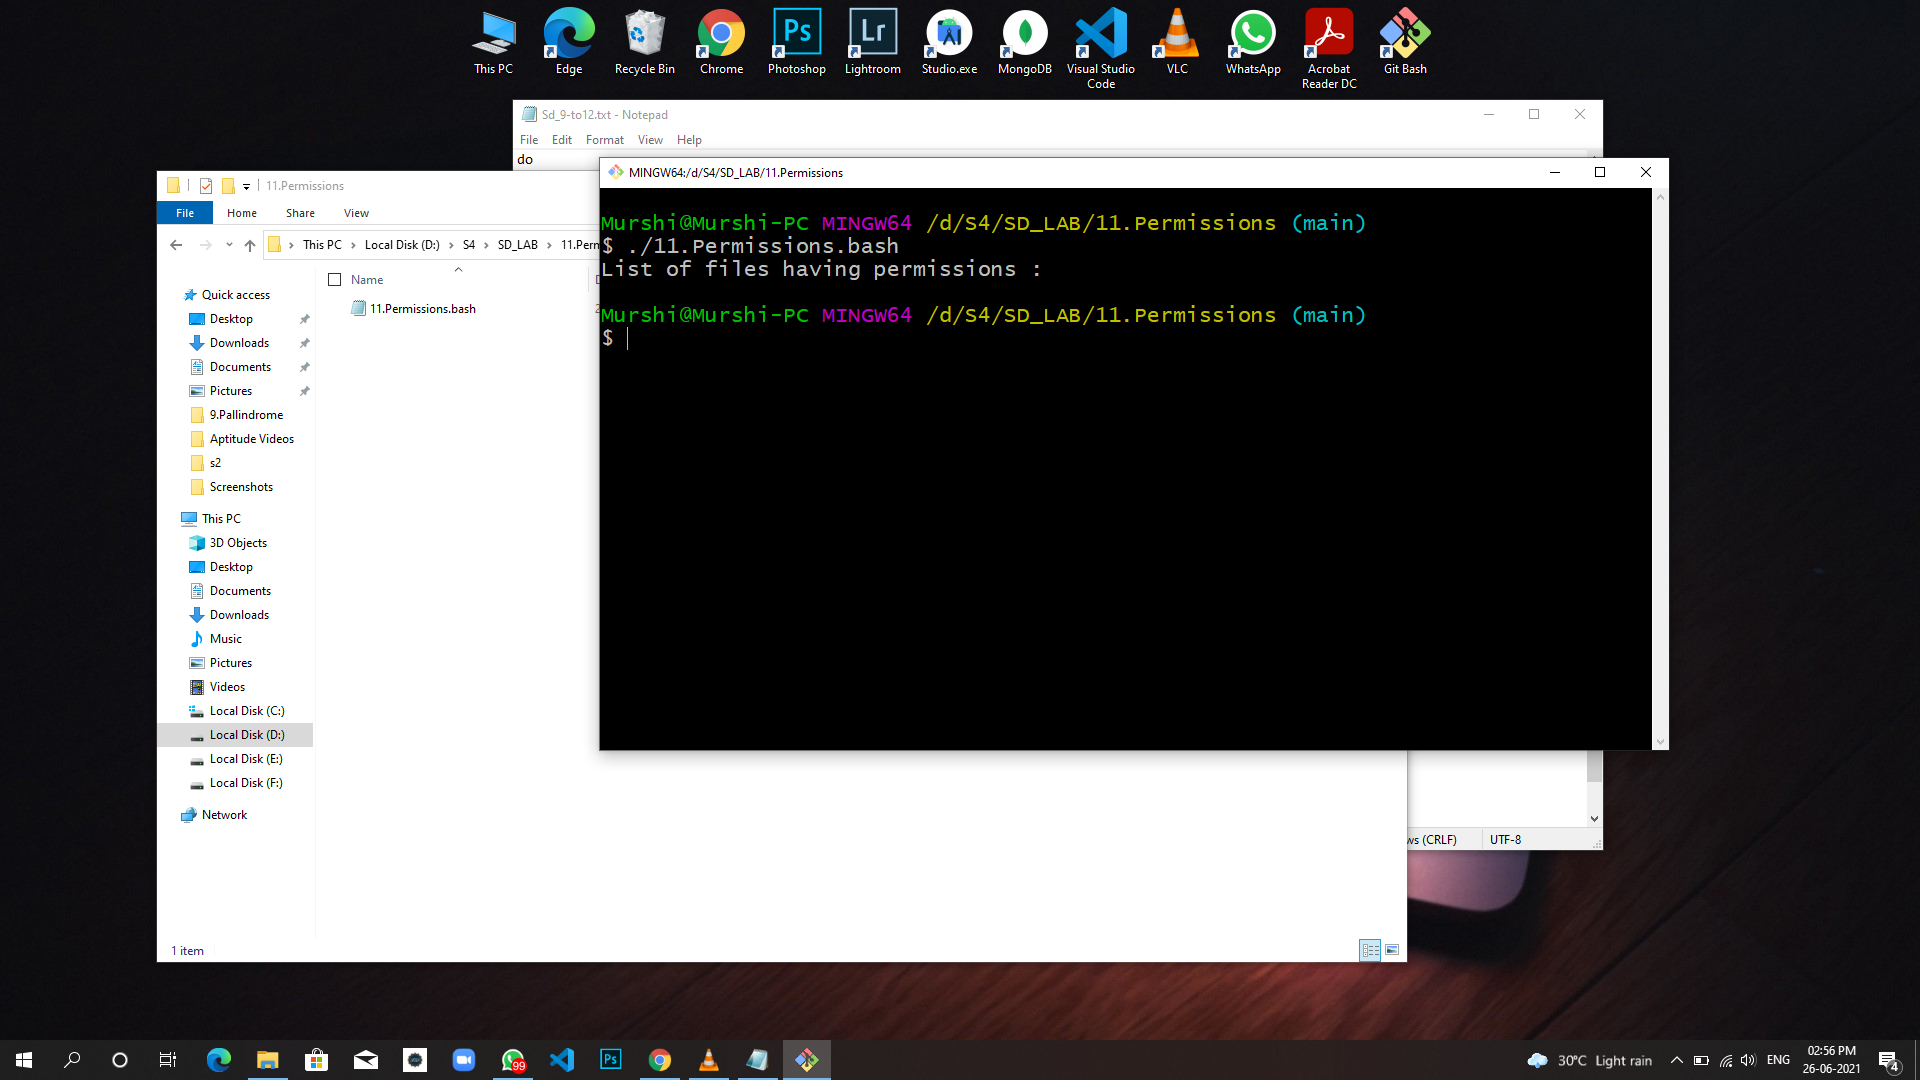 This PC
Edge
Recycle Bin
Chrome
Photoshop
Lightroom
Studio.exe
MongoDB
Visual Studio
Code
VLC
WhatsApp
Acrobat
Reader DC
Git Bash
Sd_9-to12.txt - Notepad
File Edit Format View Help
do
11.Permissions
File Home Share View
This PC › Local Disk (D:) › S4 › SD_LAB › 11.Perm
Name
11.Permissions.bash
Quick access
Desktop
Downloads
Documents
Pictures
9.Pallindrome
Aptitude Videos
s2
Screenshots
This PC
3D Objects
Desktop
Documents
Downloads
Music
Pictures
Videos
Local Disk (C:)
Local Disk (D:)
Local Disk (E:)
Local Disk (F:)
Network
1 item
MINGW64:/d/S4/SD_LAB/11.Permissions
Murshi@Murshi-PC MINGW64 /d/S4/SD_LAB/11.Permissions (main)
$ ./11.Permissions.bash
List of files having permissions :
Murshi@Murshi-PC MINGW64 /d/S4/SD_LAB/11.Permissions (main)
$
ws (CRLF) UTF-8
Ps
Lr
99
Ps
30°C Light rain
ENG
02:56 PM
26-06-2021
4